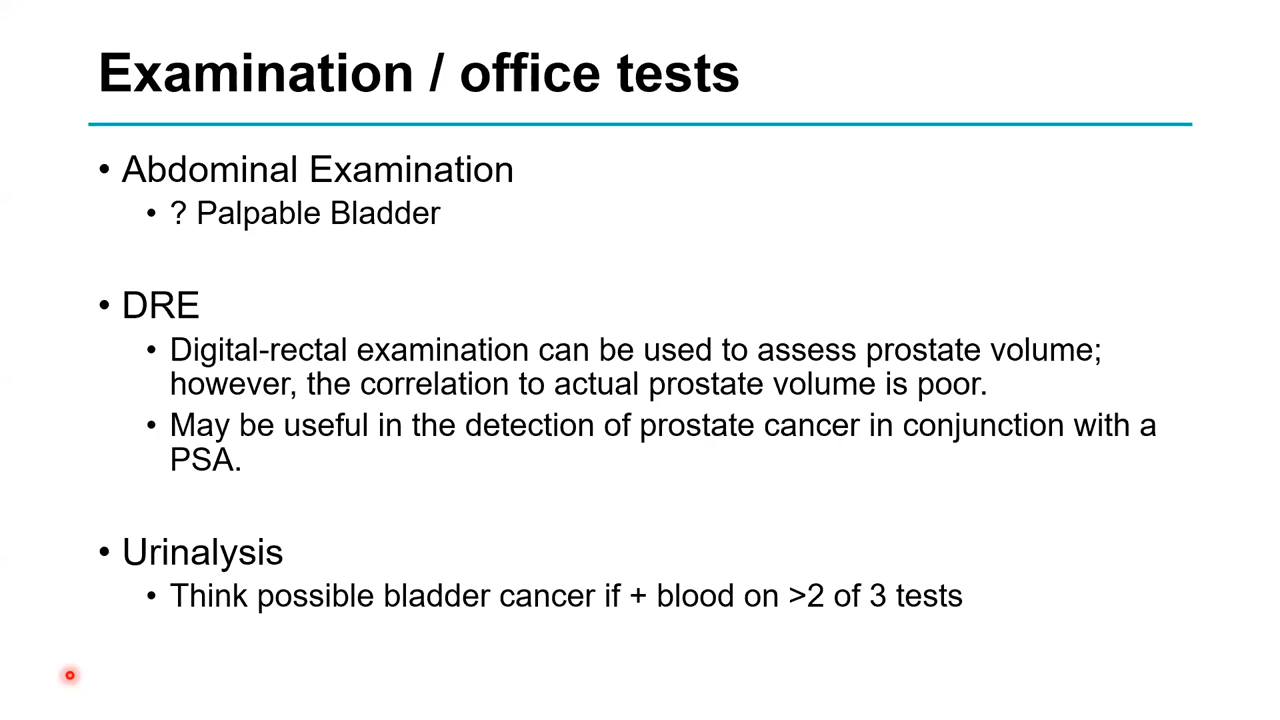 Examination / office tests
• Abdominal Examination
• ? Palpable Bladder
• DRE
• Digital-rectal examination can be used to assess prostate volume;
however, the correlation to actual prostate volume is poor.
• May be useful in the detection of prostate cancer in conjunction with a
PSA.
• Urinalysis
• Think possible bladder cancer if + blood on >2 of 3 tests